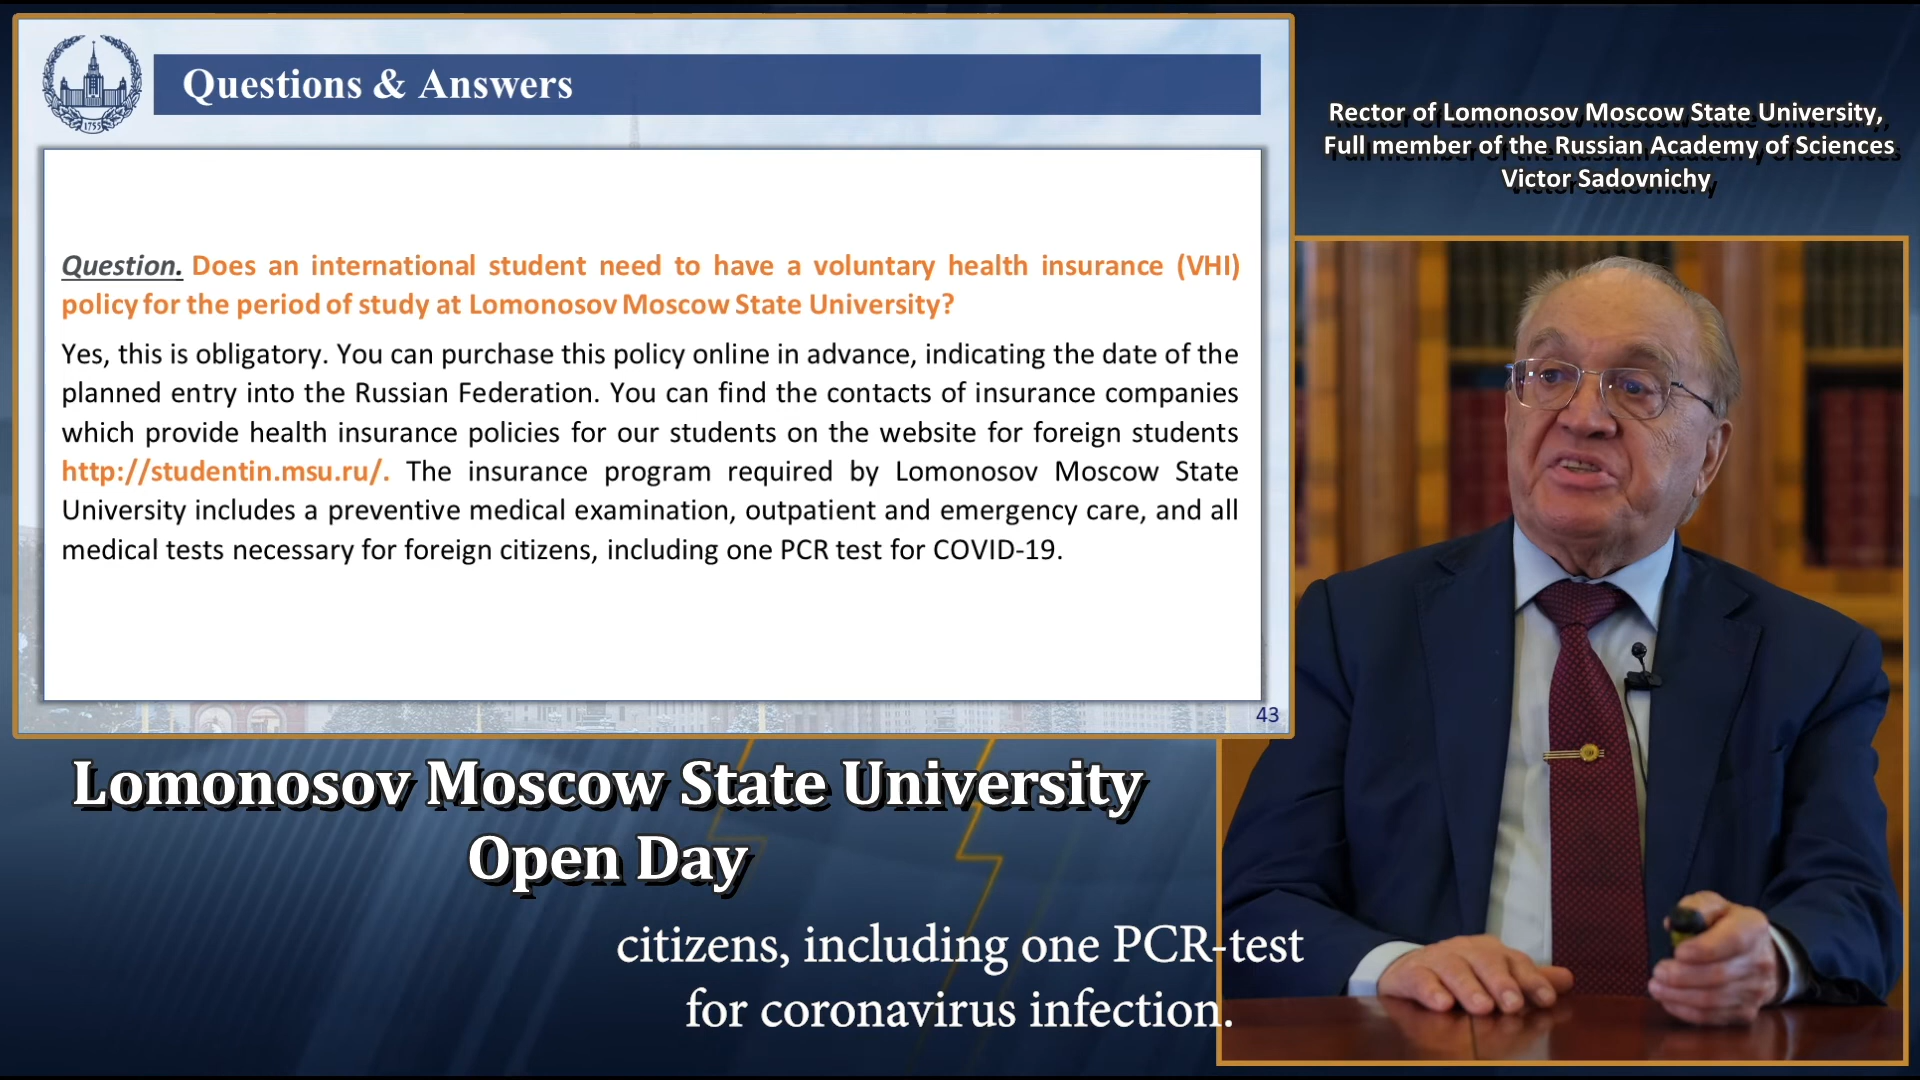 1755
Questions & Answers
Question. Does an international student need to have a voluntary health insurance (VHI)
policy for the period of study at Lomonosov Moscow State University?
Yes, this is obligatory. You can purchase this policy online in advance, indicating the date of the
planned entry into the Russian Federation. You can find the contacts of insurance companies
which provide health insurance policies for our students on the website for foreign students
http://studentin.msu.ru/. The insurance program required by Lomonosov Moscow State
University includes a preventive medical examination, outpatient and emergency care, and all
medical tests necessary for foreign citizens, including one PCR test for COVID-19.
43
Rector of Lomonosov Moscow State University,
Full member of the Russian Academy of Sciences
Victor Sadovnichy
Lomonosov Moscow State University
Open Day
citizens, including one PCR-test
for coronavirus infection.